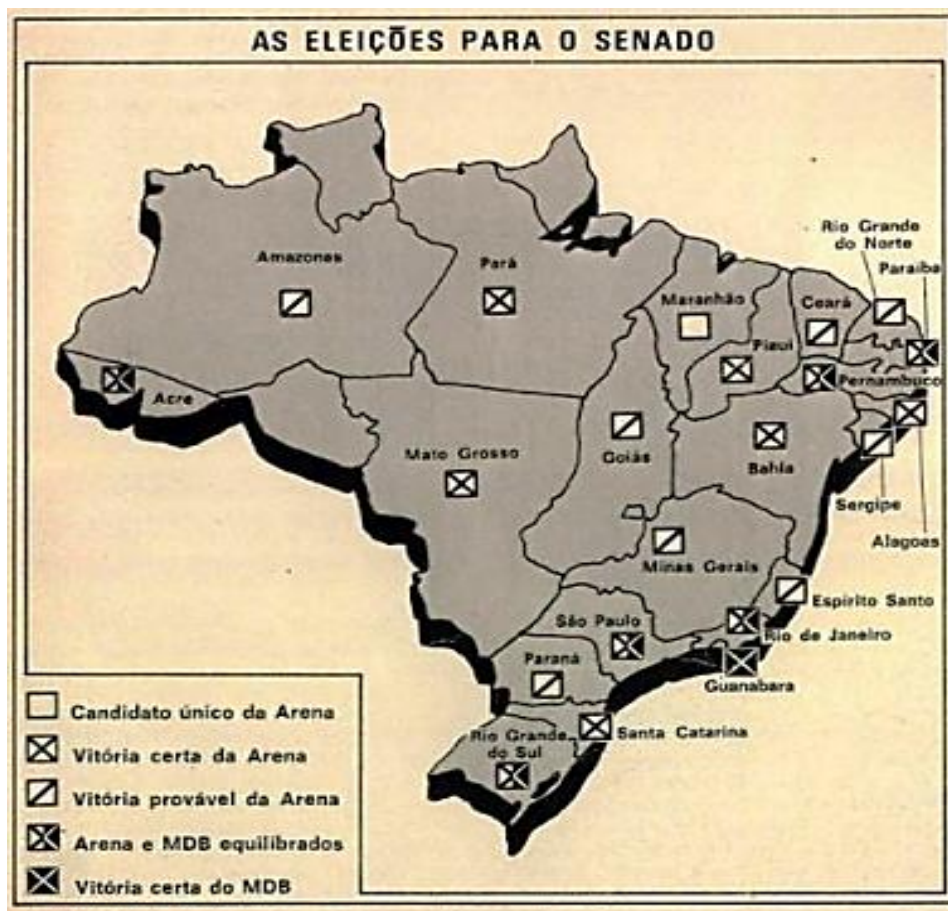 AS ELEIÇÕES PARA O SENADO
Rio Grande
do Norte
Paraíba
Amazonas
Pará
Maranhão
Ceará
Piauí
Pernambuco
Acre
Mato Grosso
Goiás
Bahia
Sergipe
Alagoas
Minas Gerais
Espírito Santo
São Paulo
Rio de Janeiro
Paraná
Guanabara
Rio Grande
do Sul
Santa Catarina
Candidato único da Arena
Vitória certa da Arena
Vitória provável da Arena
Arena e MDB equilibrados
Vitória certa do MDB